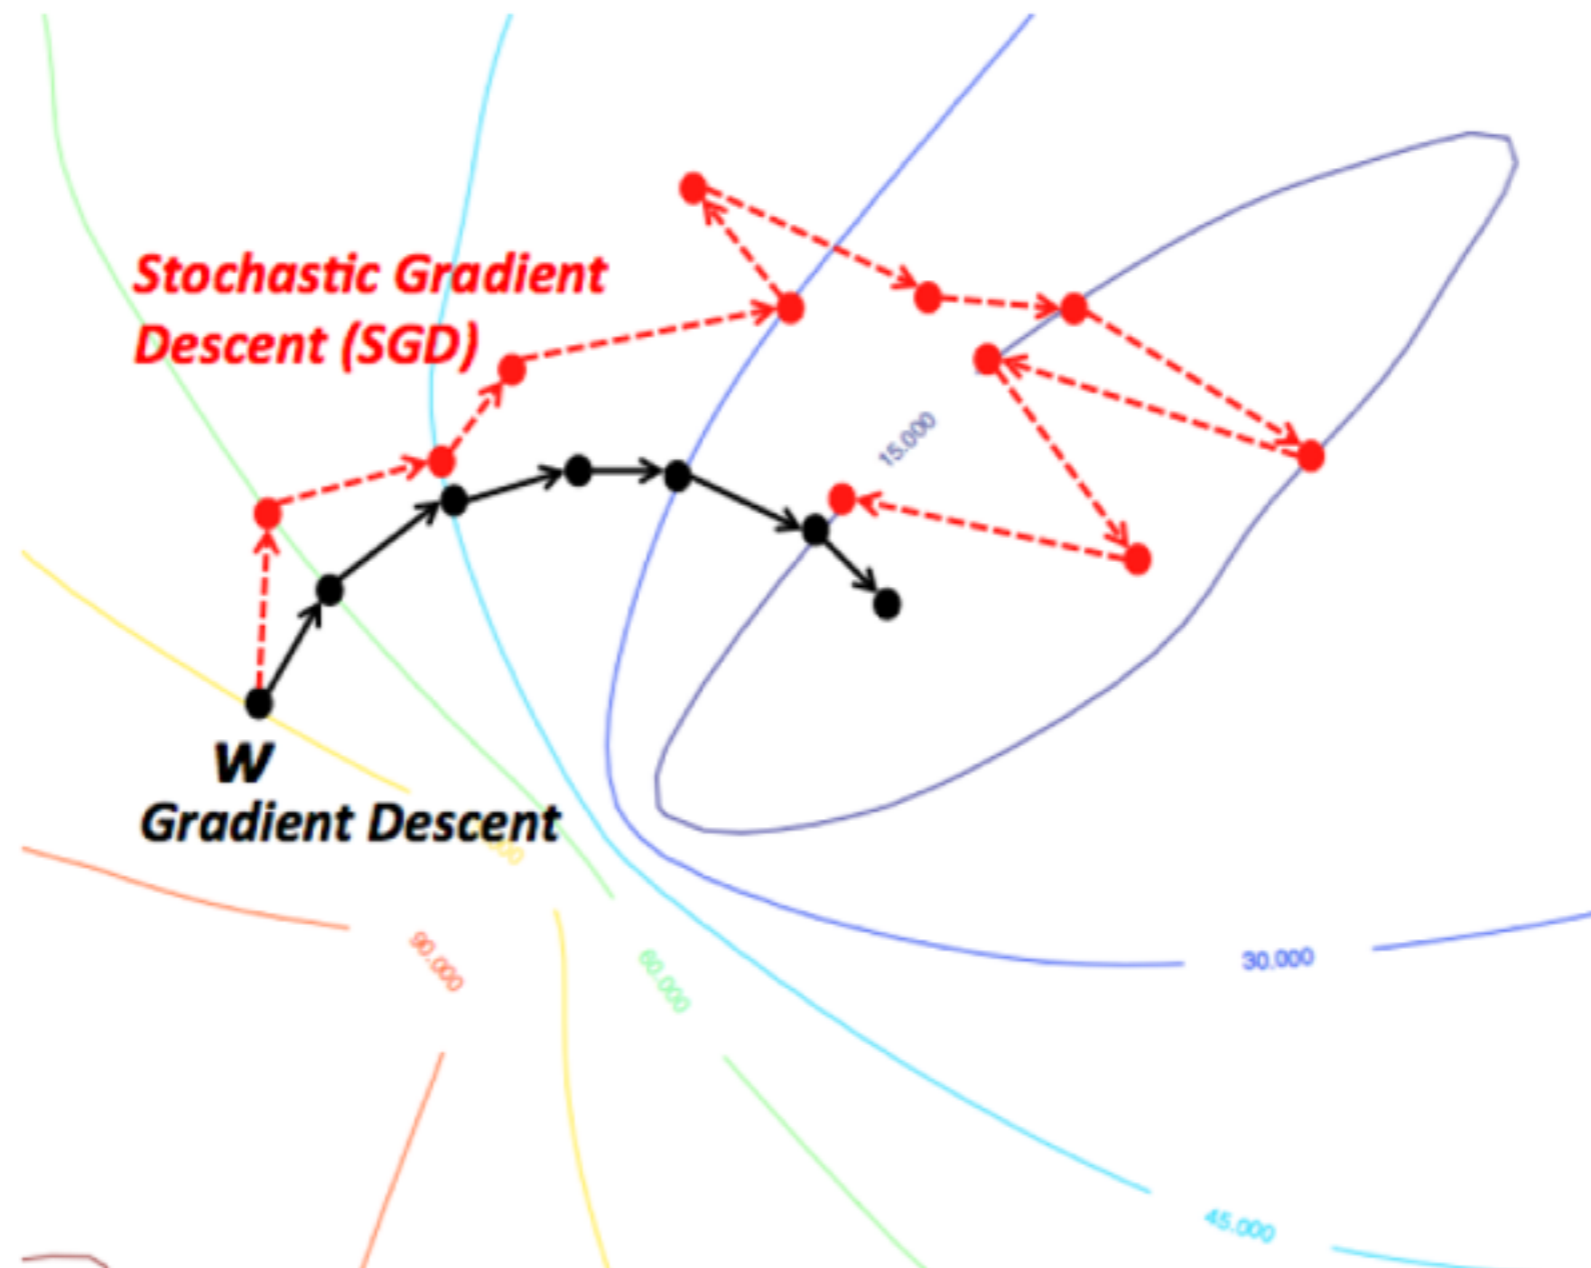 Stochastic Gradient
Descent (SGD)
15.000
W
Gradient Descent
90.000
60.000
30.000
45.000